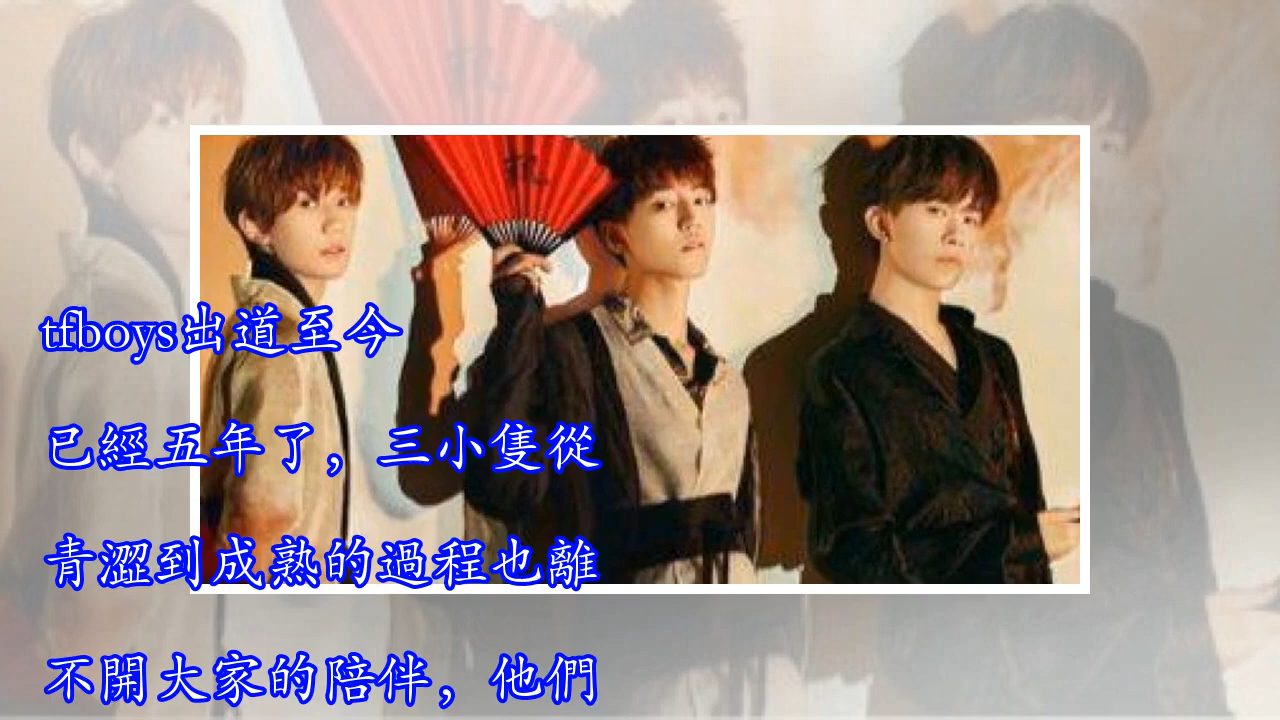 tfboys出道至今
已經五年了，三小隻從
青澀到成熟的過程也離
不開大家的陪伴，他們